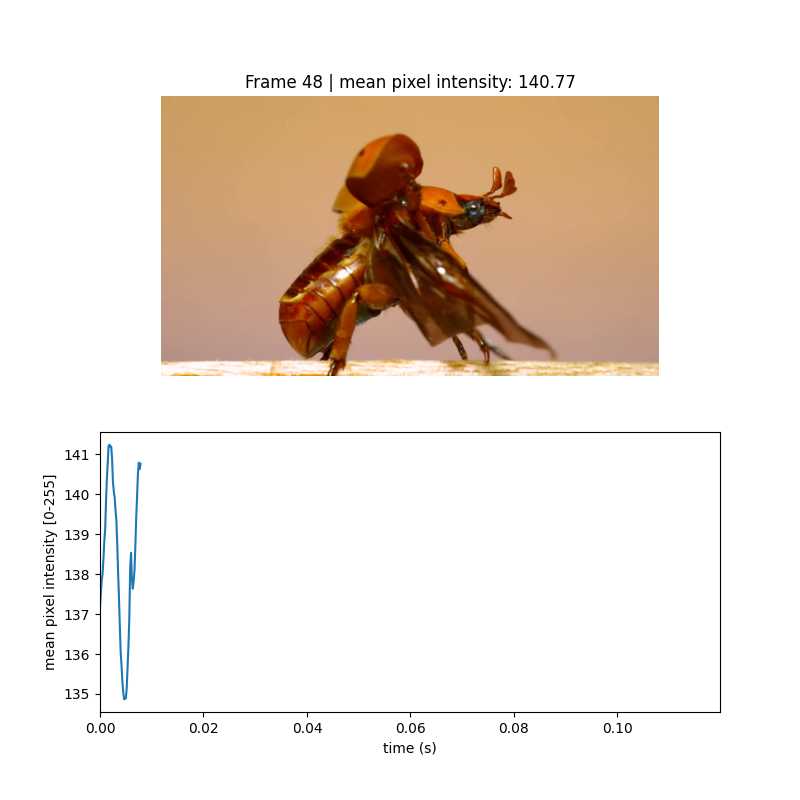 Frame 48 | mean pixel intensity: 140.77
141
140
139
138
137
136
135
mean pixel intensity [0-255]
0.00 0.02 0.04 0.06 0.08 0.10
time (s)